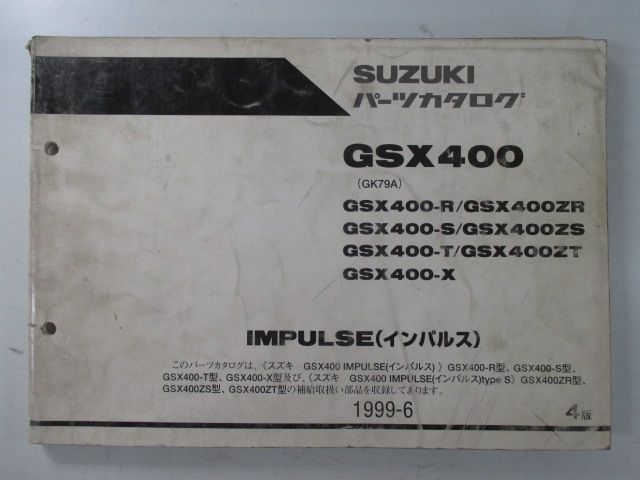 SUZUKI
パーツカタログ
GSX400
(GK79A)
GSX400-R/GSX400ZR
GSX400-S/GSX400ZS
GSX400-T/GSX400ZT
GSX400-X
IMPULSE(インパルス)
このパーツカタログは、〈スズキ GSX400 IMPULSE(インパルス)〉GSX400-R型、GSX400-S型、
GSX400-T型、GSX400-X型及び、〈スズキ GSX400 IMPULSE(インパルス)type S〉GSX400ZR型、
GSX400ZS型、GSX400ZT型の補給取扱い部品を収録してあります。
1999-6
4版